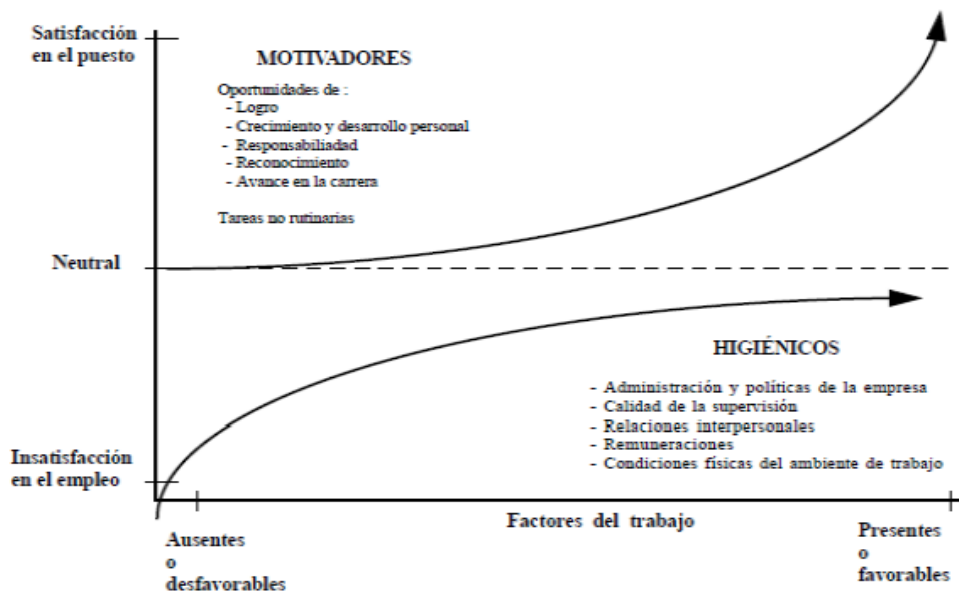 Satisfacción
en el puesto
MOTIVADORES
Oportunidades de :
- Logro
- Crecimiento y desarrollo personal
- Responsabiliadad
- Reconocimiento
- Avance en la carrera
Tareas no rutinarias
Neutral
HIGIÉNICOS
- Administración y políticas de la empresa
- Calidad de la supervisión
- Relaciones interpersonales
- Remuneraciones
- Condiciones físicas del ambiente de trabajo
Insatisfacción
en el empleo
Factores del trabajo
Ausentes
o
desfavorables
Presentes
o
favorables